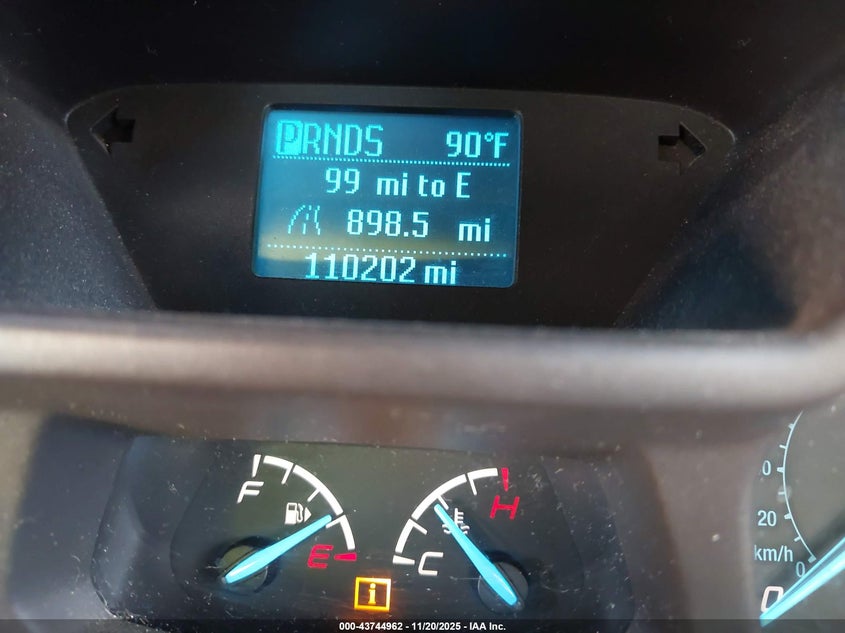 PRNDS 90°F
99 mi to E
898.5 mi
110202 mi
F
E
H
C
i
20
km/h
0
0
000-43744962 - 11/20/2025 - IAA Inc.